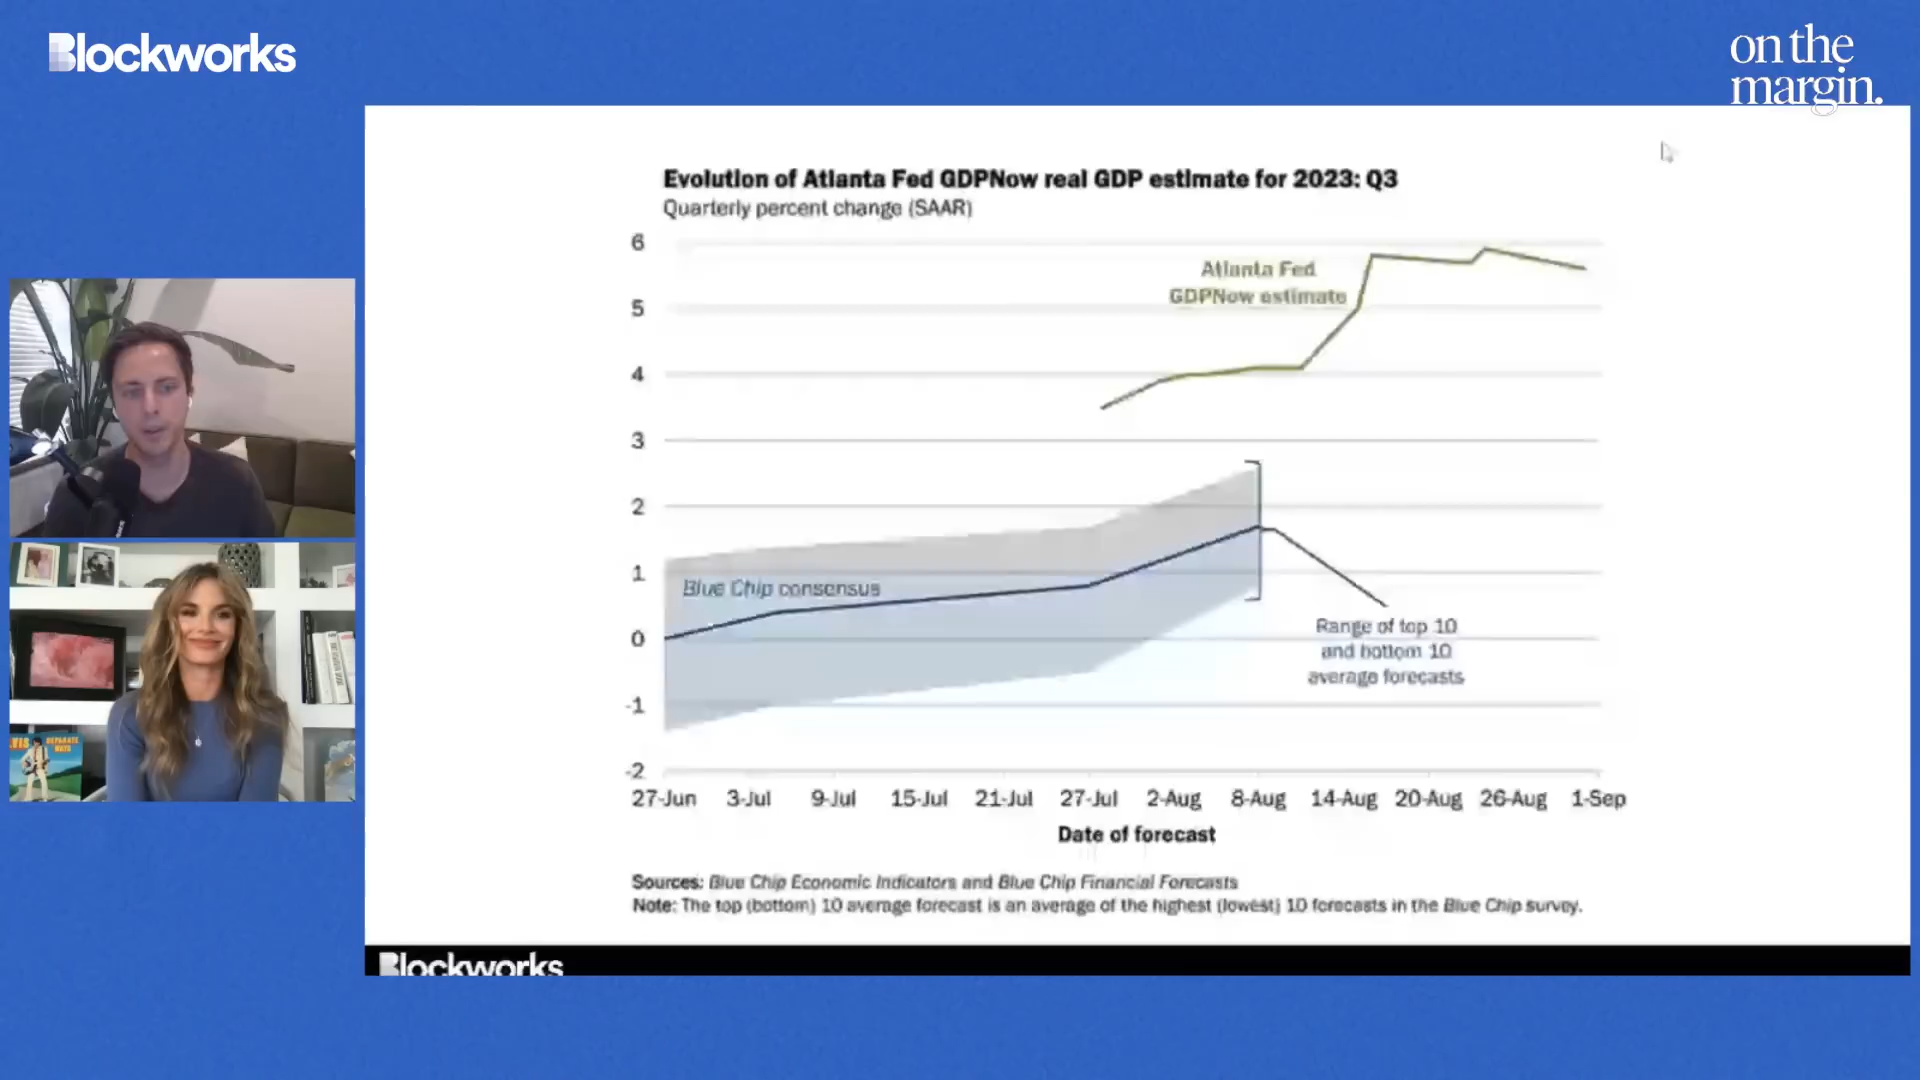 Blockworks
on the
margin.
Evolution of Atlanta Fed GDPNow real GDP estimate for 2023: Q3
Quarterly percent change (SAAR)
6
5
4
3
2
1
0
-1
-2
Atlanta Fed
GDPNow estimate
Blue Chip consensus
Range of top 10
and bottom 10
average forecasts
27-Jun 3-Jul 9-Jul 15-Jul 21-Jul 27-Jul 2-Aug 8-Aug 14-Aug 20-Aug 26-Aug 1-Sep
Date of forecast
Sources: Blue Chip Economic Indicators and Blue Chip Financial Forecasts
Note: The top (bottom) 10 average forecast is an average of the highest (lowest) 10 forecasts in the Blue Chip survey.
Blockworks
SEPARATE
WAYS